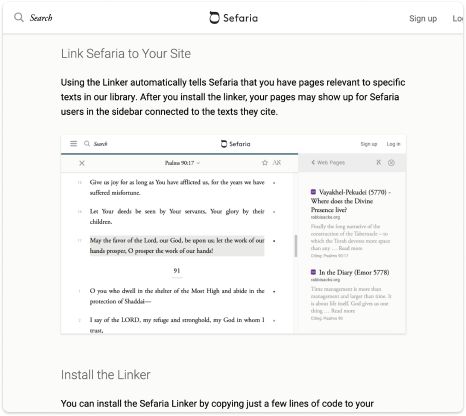 Search
Sefaria
Sign up
Lo
Link Sefaria to Your Site
Using the Linker automatically tells Sefaria that you have pages relevant to specific
texts in our library. After you install the linker, your pages may show up for Sefaria
users in the sidebar connected to the texts they cite.
Search
Sefaria
Sign up
Log in
Psalms 90:17
Web Pages
Give us joy for as long as You have afflicted us, for the years we have
suffered misfortune.
Let Your deeds be seen by Your servants, Your glory by their
children.
May the favor of the Lord, our God, be upon us; let the work of our
hands prosper, O prosper the work of our hands!
91
O you who dwell in the shelter of the Most High and abide in the
protection of Shaddai—
I say of the LORD, my refuge and stronghold, my God in whom I
trust,
Vayakhel-Pekudei (5770) -
Where does the Divine
Presence live?
rabbisacks.org
Finally the long narrative of the
construction of the Tabernacle – to
which the Torah devotes more space
than any … Read more
Citing: Psalms 90:17
In the Diary (Emor 5778)
rabbisacks.org
Time management is more than
management and larger than time. It
is about life itself. God gives us one
thing … Read more
Citing: Psalms 90
Install the Linker
You can install the Sefaria Linker by copying just a few lines of code to your